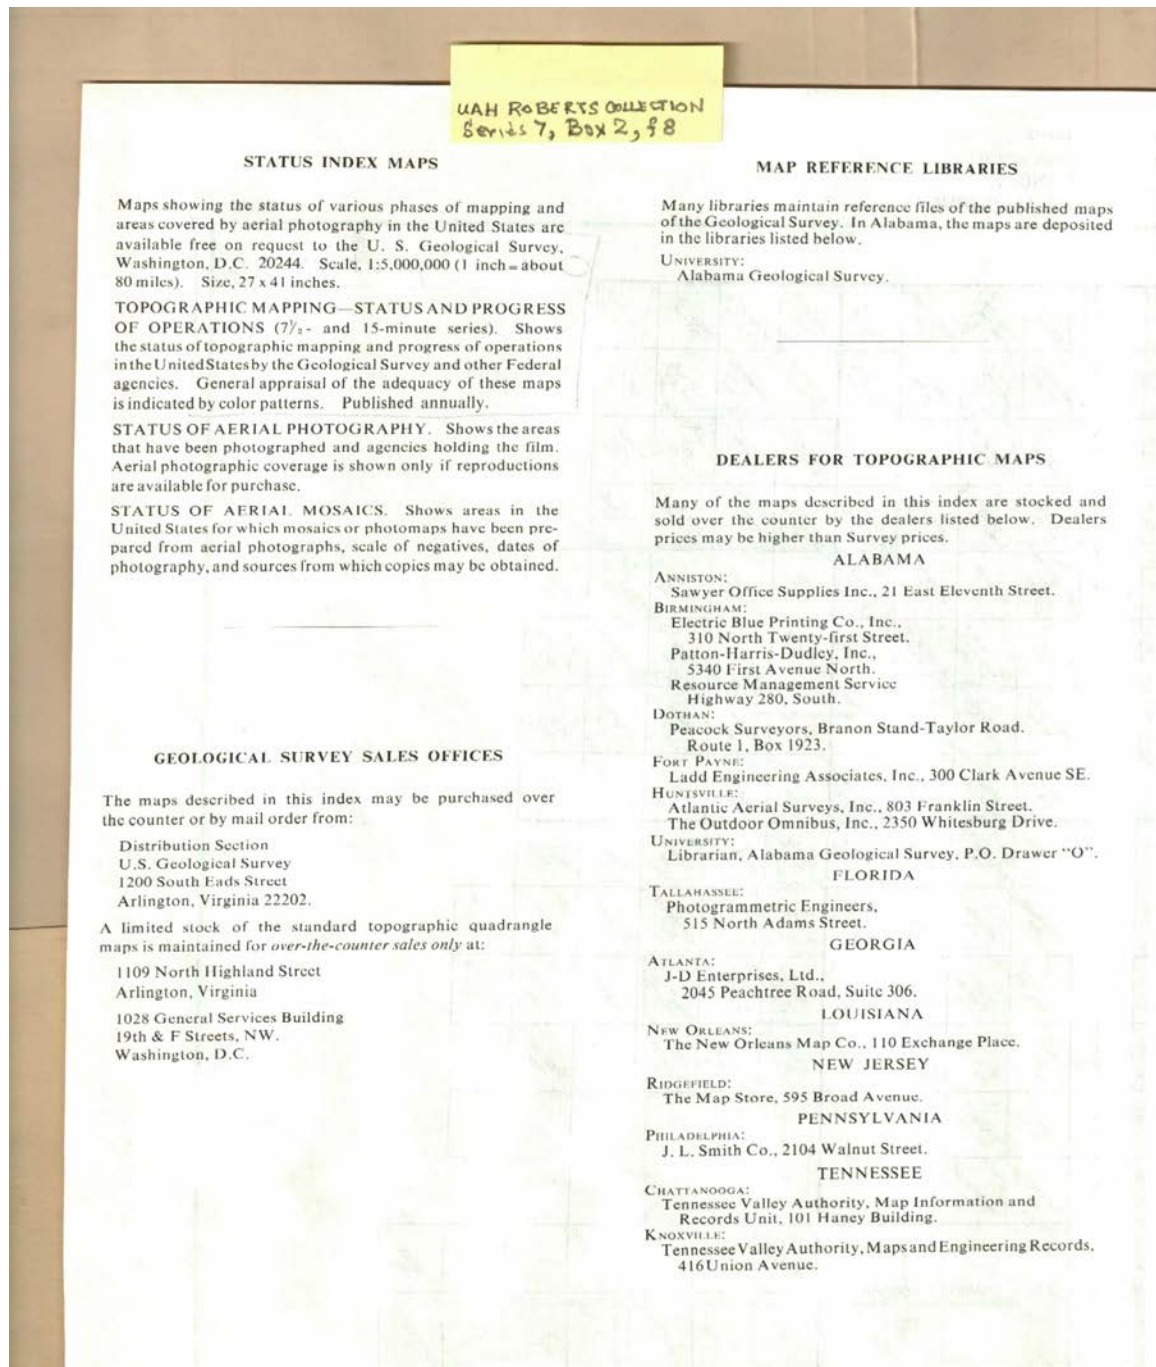 UAH ROBERTS COLLECTION
Series 7, Box 2, f8
STATUS INDEX MAPS
Maps showing the status of various phases of mapping and
areas covered by aerial photography in the United States are
available free on request to the U. S. Geological Survey,
Washington, D.C. 20244. Scale, 1:5,000,000 (1 inch = about
80 miles). Size, 27 x 41 inches.
TOPOGRAPHIC MAPPING—STATUS AND PROGRESS
OF OPERATIONS (7½- and 15-minute series). Shows
the status of topographic mapping and progress of operations
in the United States by the Geological Survey and other Federal
agencies. General appraisal of the adequacy of these maps
is indicated by color patterns. Published annually.
STATUS OF AERIAL PHOTOGRAPHY. Shows the areas
that have been photographed and agencies holding the film.
Aerial photographic coverage is shown only if reproductions
are available for purchase.
STATUS OF AERIAL MOSAICS. Shows areas in the
United States for which mosaics or photomaps have been pre-
pared from aerial photographs, scale of negatives, dates of
photography, and sources from which copies may be obtained.
GEOLOGICAL SURVEY SALES OFFICES
The maps described in this index may be purchased over
the counter or by mail order from:
Distribution Section
U.S. Geological Survey
1200 South Eads Street
Arlington, Virginia 22202.
A limited stock of the standard topographic quadrangle
maps is maintained for over-the-counter sales only at:
1109 North Highland Street
Arlington, Virginia
1028 General Services Building
19th & F Streets, NW.
Washington, D.C.
MAP REFERENCE LIBRARIES
Many libraries maintain reference files of the published maps
of the Geological Survey. In Alabama, the maps are deposited
in the libraries listed below.
UNIVERSITY:
Alabama Geological Survey.
DEALERS FOR TOPOGRAPHIC MAPS
Many of the maps described in this index are stocked and
sold over the counter by the dealers listed below. Dealers
prices may be higher than Survey prices.
ALABAMA
ANNISTON:
Sawyer Office Supplies Inc., 21 East Eleventh Street.
BIRMINGHAM:
Electric Blue Printing Co., Inc.,
310 North Twenty-first Street.
Patton-Harris-Dudley, Inc.,
5340 First Avenue North.
Resource Management Service
Highway 280, South.
DOTHAN:
Peacock Surveyors, Branon Stand-Taylor Road.
Route 1, Box 1923.
FORT PAYNE:
Ladd Engineering Associates, Inc., 300 Clark Avenue SE.
HUNTSVILLE:
Atlantic Aerial Surveys, Inc., 803 Franklin Street.
The Outdoor Omnibus, Inc., 2350 Whitesburg Drive.
UNIVERSITY:
Librarian, Alabama Geological Survey, P.O. Drawer "O".
FLORIDA
TALLAHASSEE:
Photogrammetric Engineers,
515 North Adams Street.
GEORGIA
ATLANTA:
J-D Enterprises, Ltd.,
2045 Peachtree Road, Suite 306.
LOUISIANA
NEW ORLEANS:
The New Orleans Map Co., 110 Exchange Place.
NEW JERSEY
RIDGEFIELD:
The Map Store, 595 Broad Avenue.
PENNSYLVANIA
PHILADELPHIA:
J. L. Smith Co., 2104 Walnut Street.
TENNESSEE
CHATTANOOGA:
Tennessee Valley Authority, Map Information and
Records Unit, 101 Haney Building.
KNOXVILLE:
Tennessee Valley Authority, Maps and Engineering Records,
416 Union Avenue.